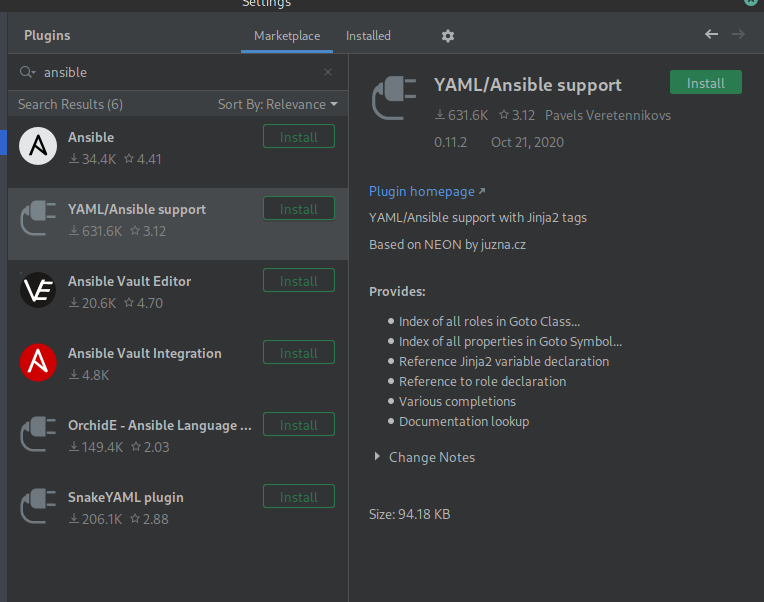 Settings
Plugins
Marketplace
Installed
ansible
Search Results (6)
Sort By: Relevance
Ansible
Install
34.4K 4.41
YAML/Ansible support
Install
631.6K 3.12
Ansible Vault Editor
Install
20.6K 4.70
Ansible Vault Integration
Install
4.8K
OrchidE - Ansible Language ...
Install
149.4K 2.03
SnakeYAML plugin
Install
206.1K 2.88
YAML/Ansible support
Install
631.6K 3.12 Pavels Veretennikovs
0.11.2 Oct 21, 2020
Plugin homepage
YAML/Ansible support with Jinja2 tags
Based on NEON by juzna.cz
Provides:
Index of all roles in Goto Class...
Index of all properties in Goto Symbol...
Reference Jinja2 variable declaration
Reference to role declaration
Various completions
Documentation lookup
Change Notes
Size: 94.18 KB